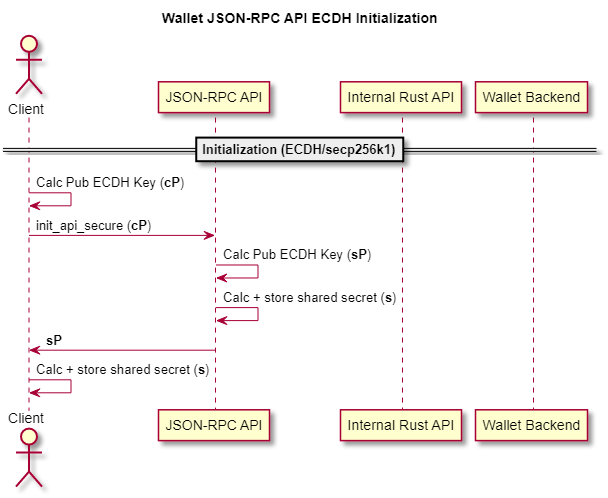 Wallet JSON-RPC API ECDH Initialization
Client
JSON-RPC API
Internal Rust API
Wallet Backend
Initialization (ECDH/secp256k1)
Calc Pub ECDH Key (cP)
init_api_secure (cP)
Calc Pub ECDH Key (sP)
Calc + store shared secret (s)
sP
Calc + store shared secret (s)
Client
JSON-RPC API
Internal Rust API
Wallet Backend